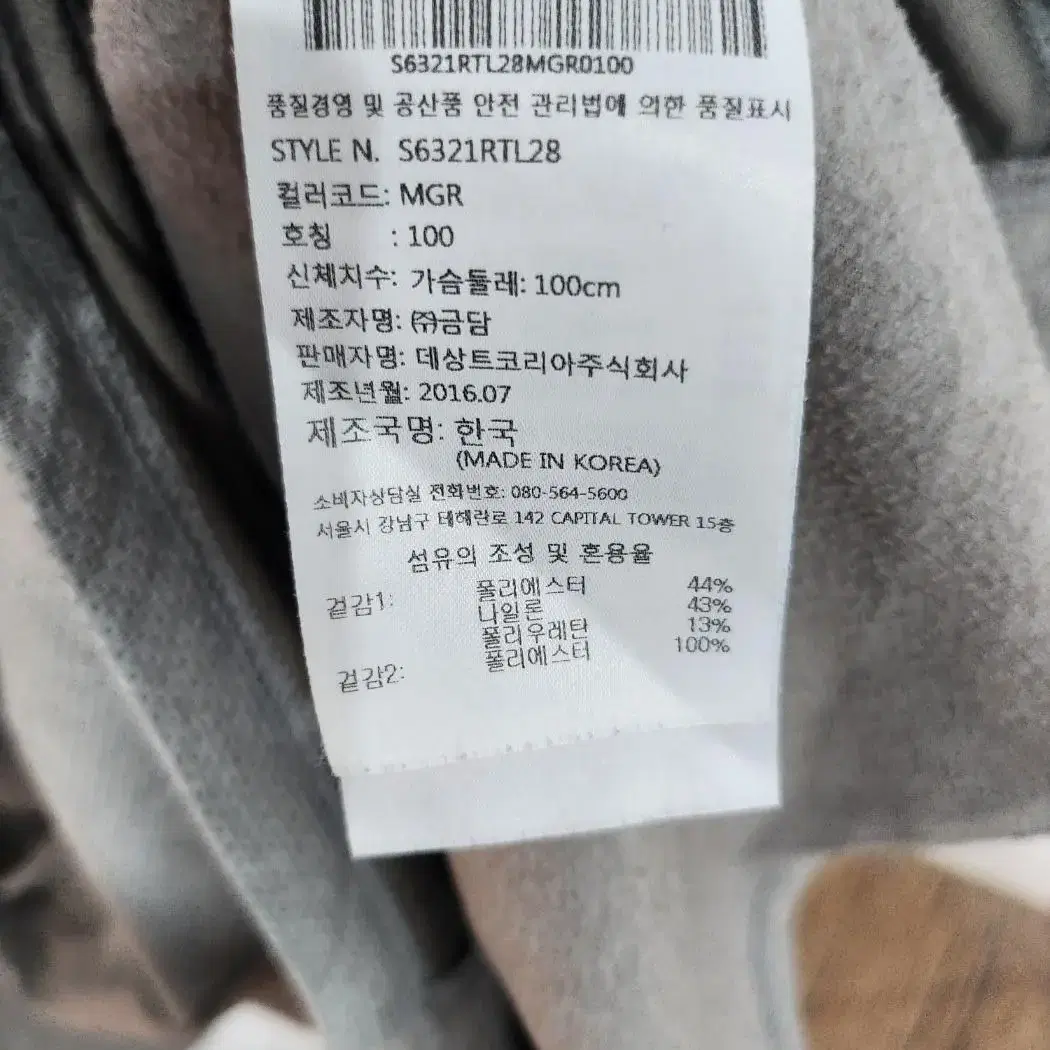 S6321RTL28MGR0100
품질경영 및 공산품 안전 관리법에 의한 품질표시
STYLE N. S6321RTL28
컬러코드: MGR
호칭 : 100
신체치수: 가슴둘레: 100cm
제조자명: ㈜금담
판매자명: 데상트코리아주식회사
제조년월: 2016.07
제조국명: 한국
(MADE IN KOREA)
소비자상담실 전화번호: 080-564-5600
서울시 강남구 테헤란로 142 CAPITAL TOWER 15층
섬유의 조성 및 혼용율
겉감1: 폴리에스터 44%
나일론 43%
폴리우레탄 13%
겉감2: 폴리에스터 100%